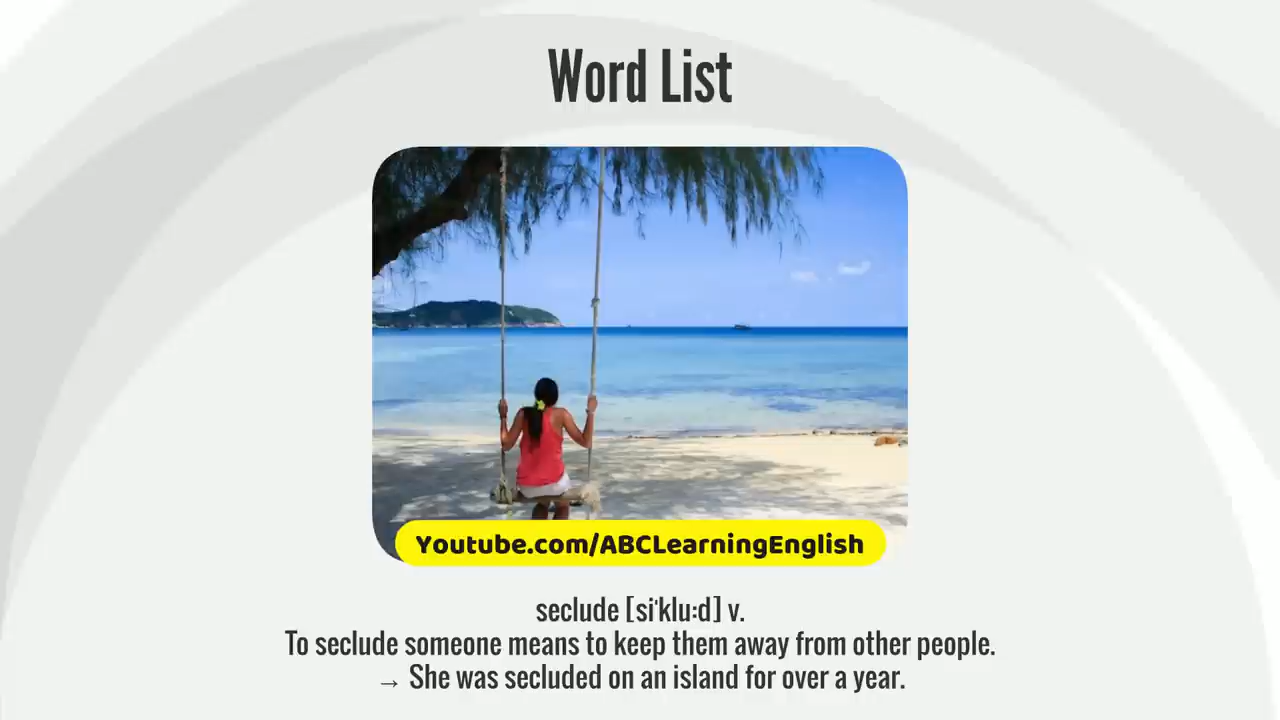 Word List
Youtube.com/ABCLearningEnglish
seclude [siˈklu:d] v.
To seclude someone means to keep them away from other people.
→ She was secluded on an island for over a year.